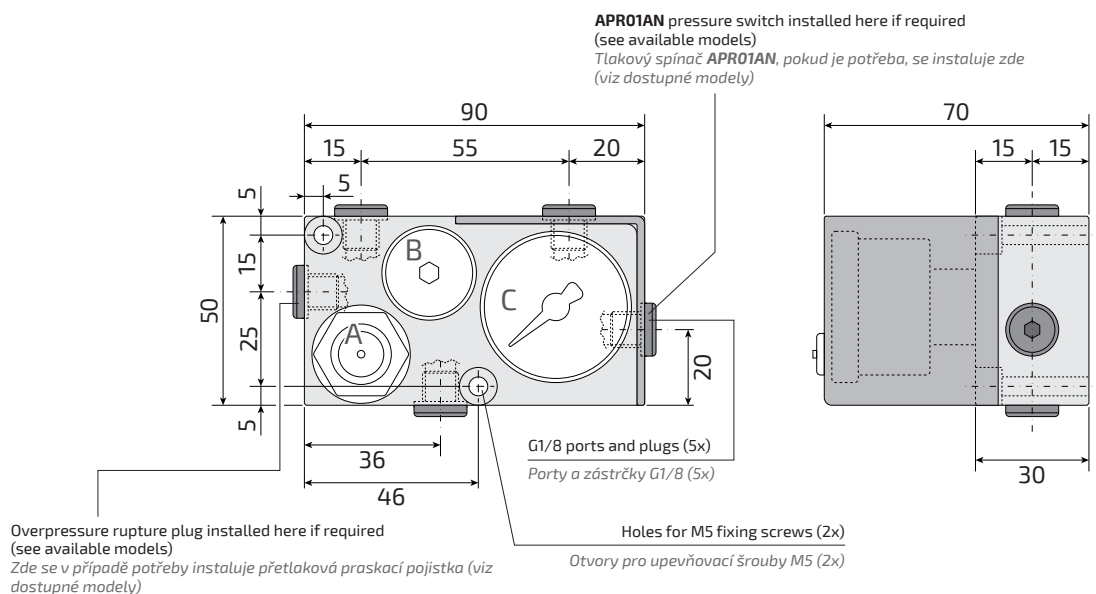 APR01AN pressure switch installed here if required
(see available models)
Tlakový spínač APR01AN, pokud je potřeba, se instaluje zde
(viz dostupné modely)
90
70
15
55
20
15
15
5
5
15
50
25
5
B
C
A
20
36
46
30
G1/8 ports and plugs (5x)
Porty a zástrčky G1/8 (5x)
Overpressure rupture plug installed here if required
(see available models)
Zde se v případě potřeby instaluje přetlaková praskací pojistka (viz
dostupné modely)
Holes for M5 fixing screws (2x)
Otvory pro upevňovací šrouby M5 (2x)